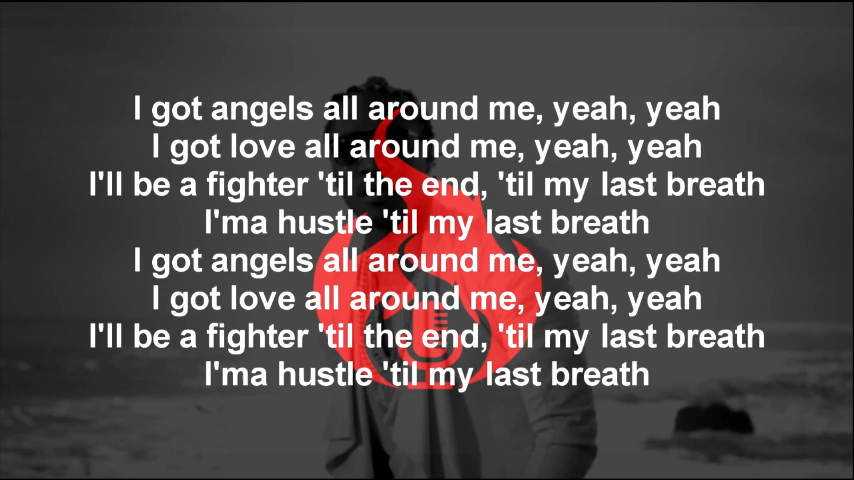 I got angels all around me, yeah, yeah
I got love all around me, yeah, yeah
I'll be a fighter 'til the end, 'til my last breath
I'ma hustle 'til my last breath
I got angels all around me, yeah, yeah
I got love all around me, yeah, yeah
I'll be a fighter 'til the end, 'til my last breath
I'ma hustle 'til my last breath